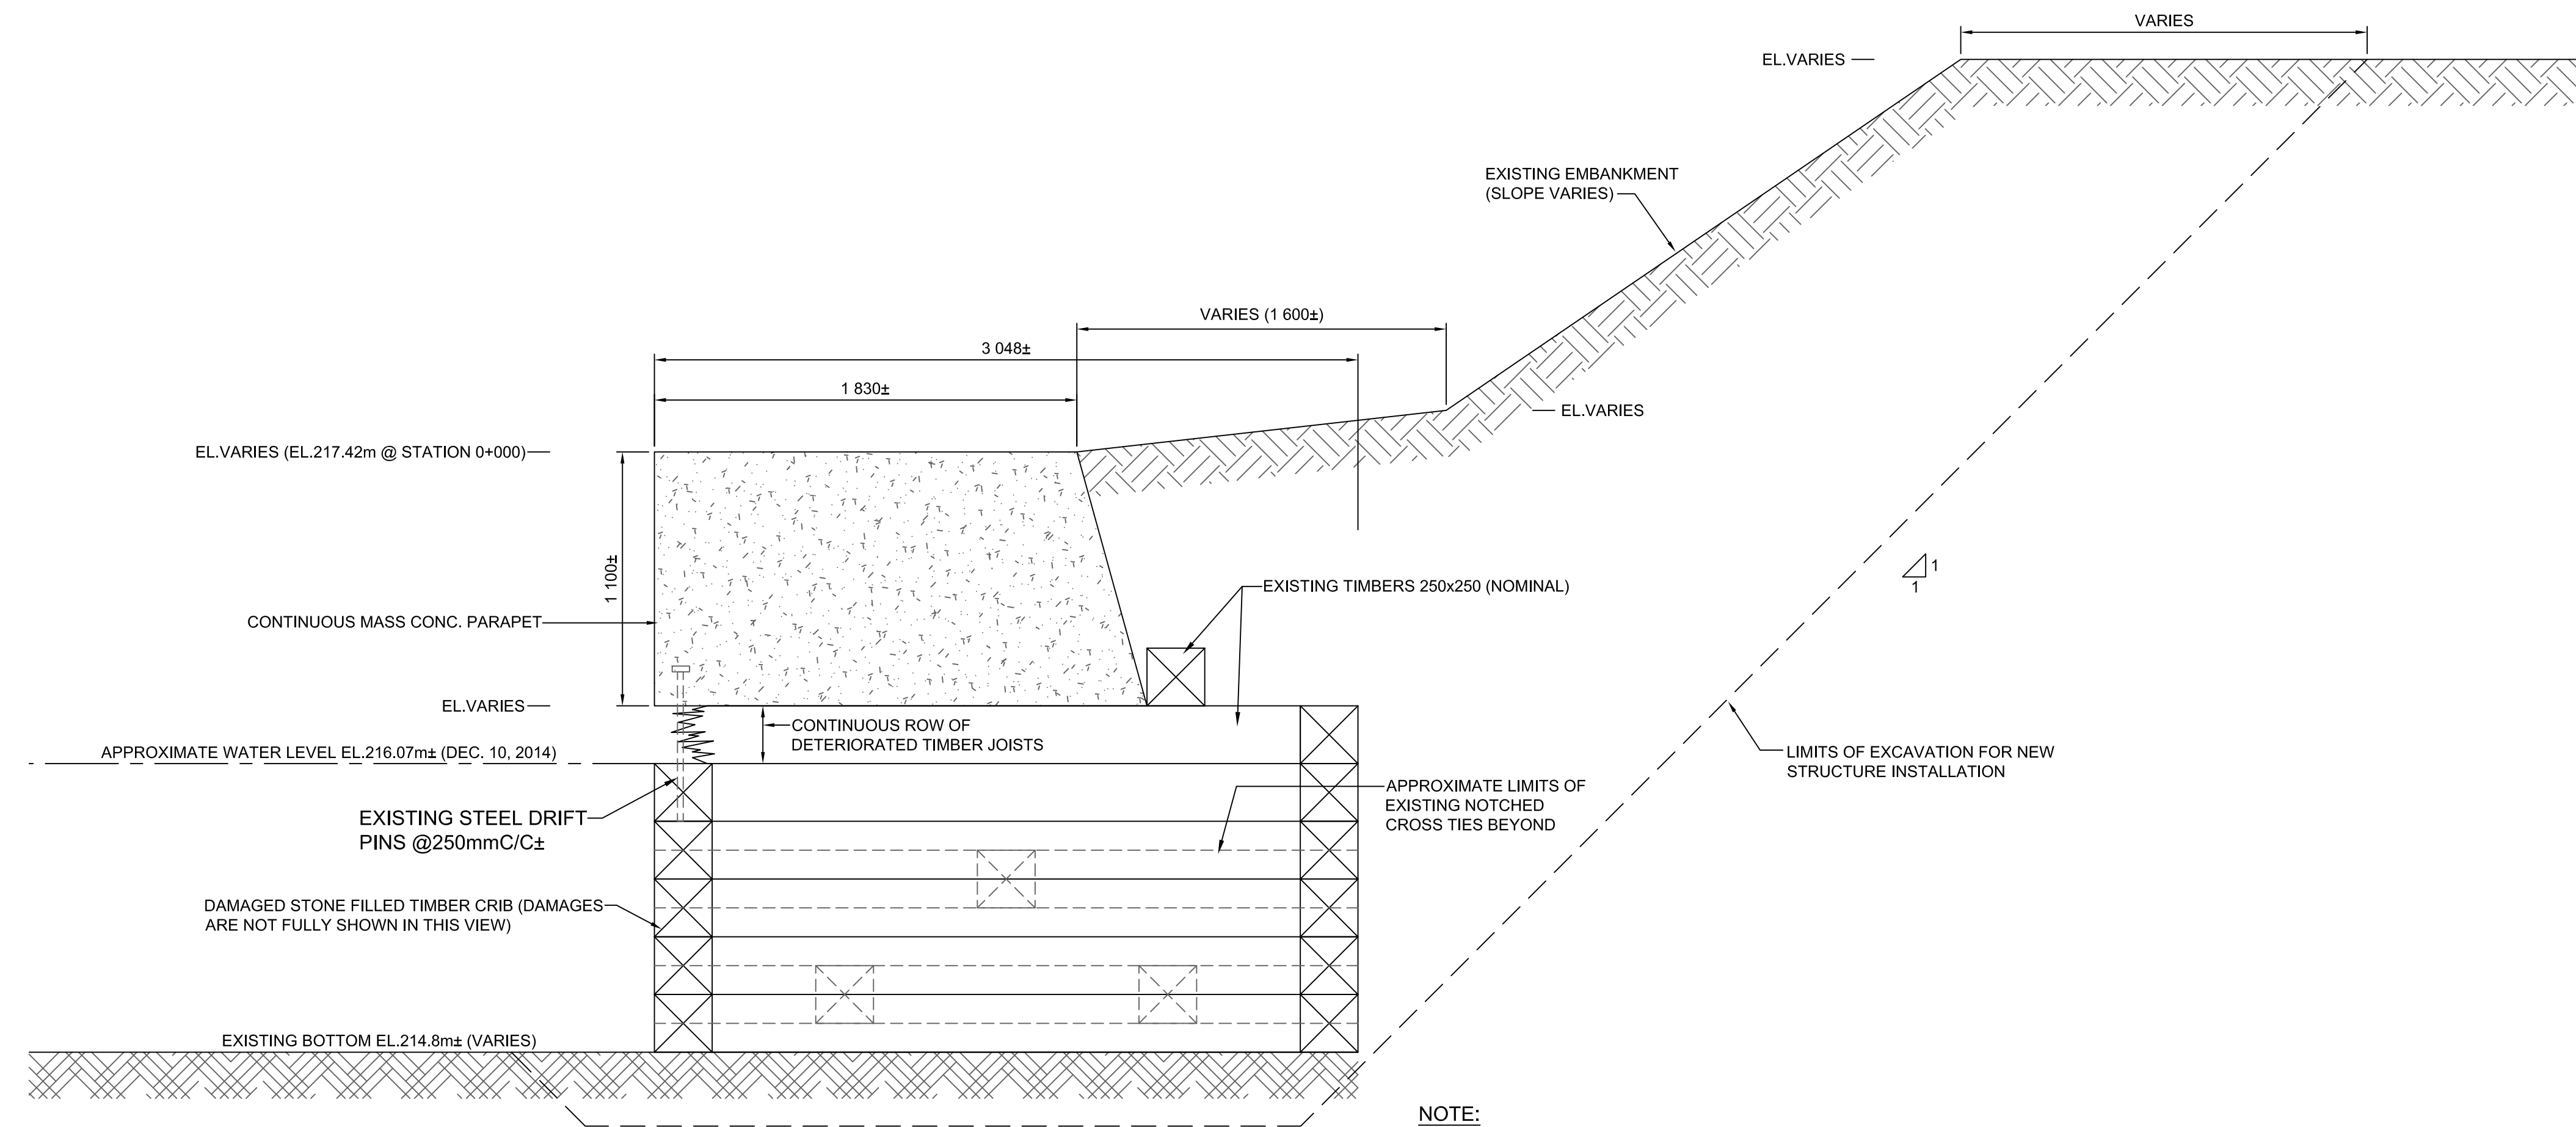 VARIES
EL.VARIES
EXISTING EMBANKMENT
(SLOPE VARIES)
VARIES (1 600±)
3 048±
1 830±
EL.VARIES
EL.VARIES (EL.217.42m @ STATION 0+000)
1 100±
1
1
EXISTING TIMBERS 250x250 (NOMINAL)
CONTINUOUS MASS CONC. PARAPET
EL.VARIES
CONTINUOUS ROW OF
DETERIORATED TIMBER JOISTS
APPROXIMATE WATER LEVEL EL.216.07m± (DEC. 10, 2014)
LIMITS OF EXCAVATION FOR NEW
STRUCTURE INSTALLATION
APPROXIMATE LIMITS OF
EXISTING NOTCHED
CROSS TIES BEYOND
EXISTING STEEL DRIFT
PINS @250mmC/C±
DAMAGED STONE FILLED TIMBER CRIB (DAMAGES
ARE NOT FULLY SHOWN IN THIS VIEW)
EXISTING BOTTOM EL.214.8m± (VARIES)
NOTE: